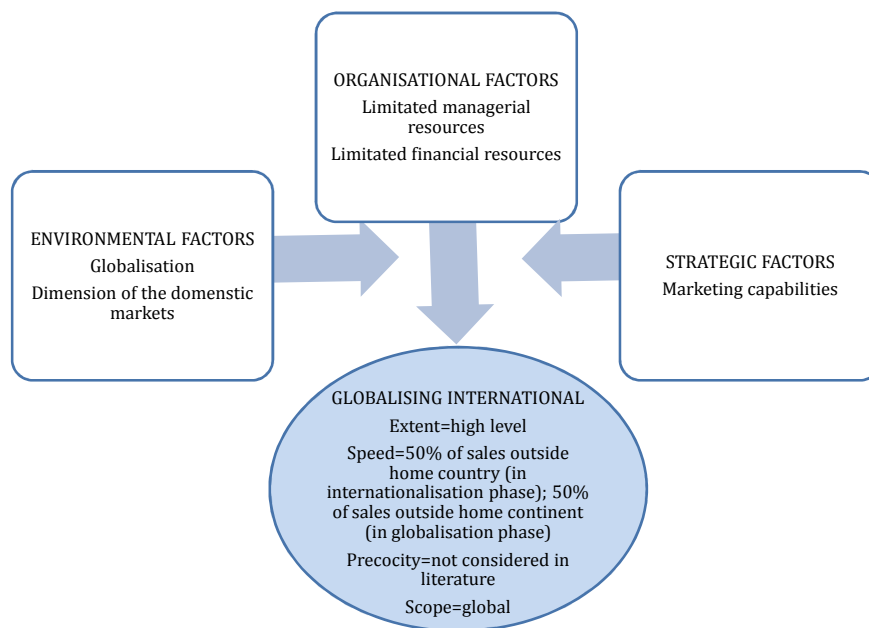 ORGANISATIONAL FACTORS
Limitated managerial
resources
Limitated financial resources
ENVIRONMENTAL FACTORS
Globalisation
Dimension of the domenstic
markets
STRATEGIC FACTORS
Marketing capabilities
GLOBALISING INTERNATIONAL
Extent=high level
Speed=50% of sales outside
home country (in
internationalisation phase); 50%
of sales outside home continent
(in globalisation phase)
Precocity=not considered in
literature
Scope=global